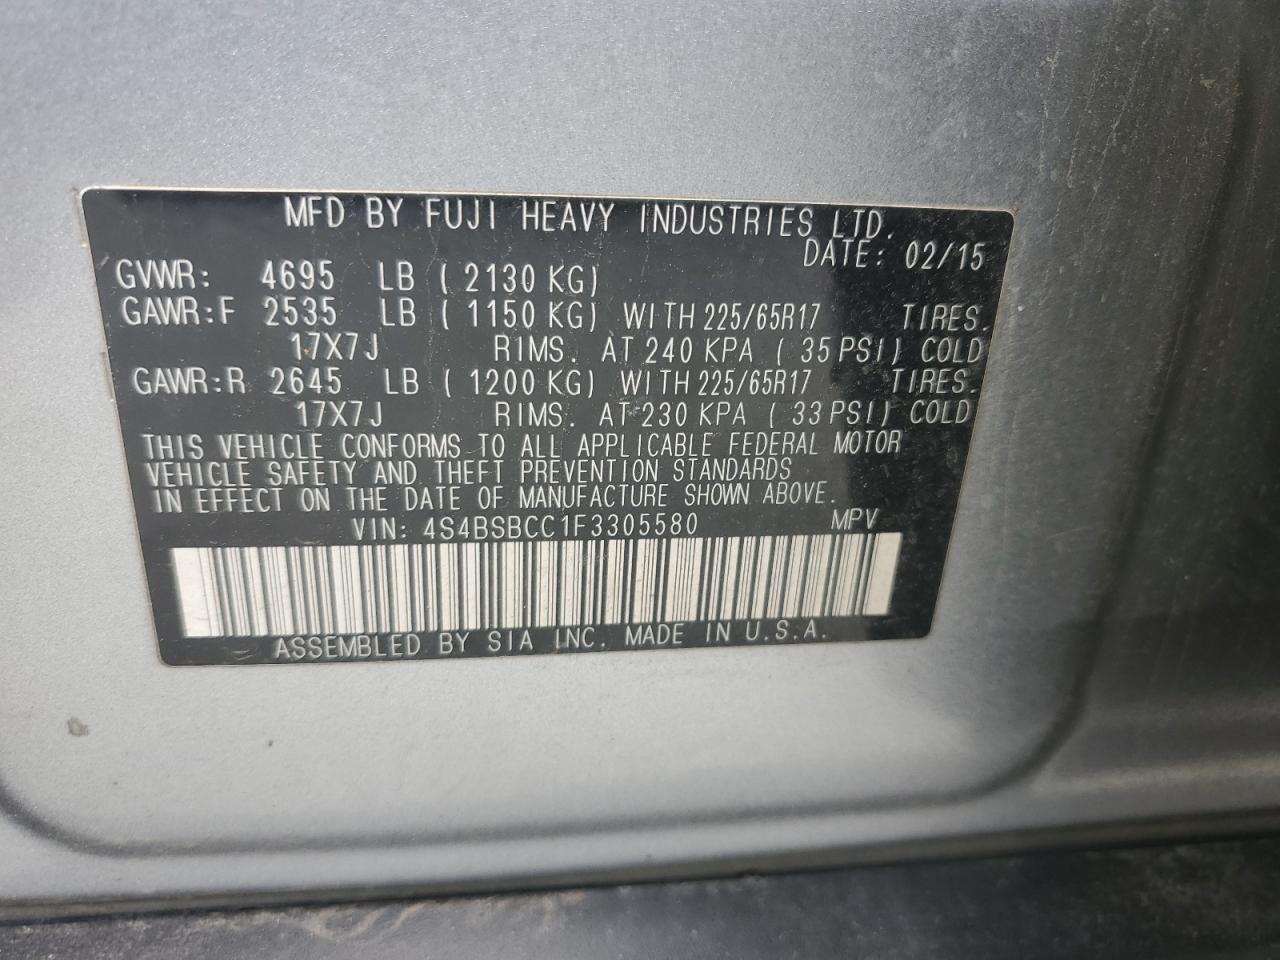 MFD BY FUJI HEAVY INDUSTRIES LTD.
DATE: 02/15
GVWR: 4695 LB ( 2130 KG)
GAWR:F 2535 LB ( 1150 KG) WITH 225/65R17 TIRES.
17X7J RIMS. AT 240 KPA ( 35 PSI) COLD
GAWR:R 2645 LB ( 1200 KG) WITH 225/65R17 TIRES.
17X7J RIMS. AT 230 KPA ( 33 PSI) COLD
THIS VEHICLE CONFORMS TO ALL APPLICABLE FEDERAL MOTOR
VEHICLE SAFETY AND THEFT PREVENTION STANDARDS
IN EFFECT ON THE DATE OF MANUFACTURE SHOWN ABOVE.
VIN: 4S4BSBCC1F3305580 MPV
ASSEMBLED BY SIA INC. MADE IN U.S.A.